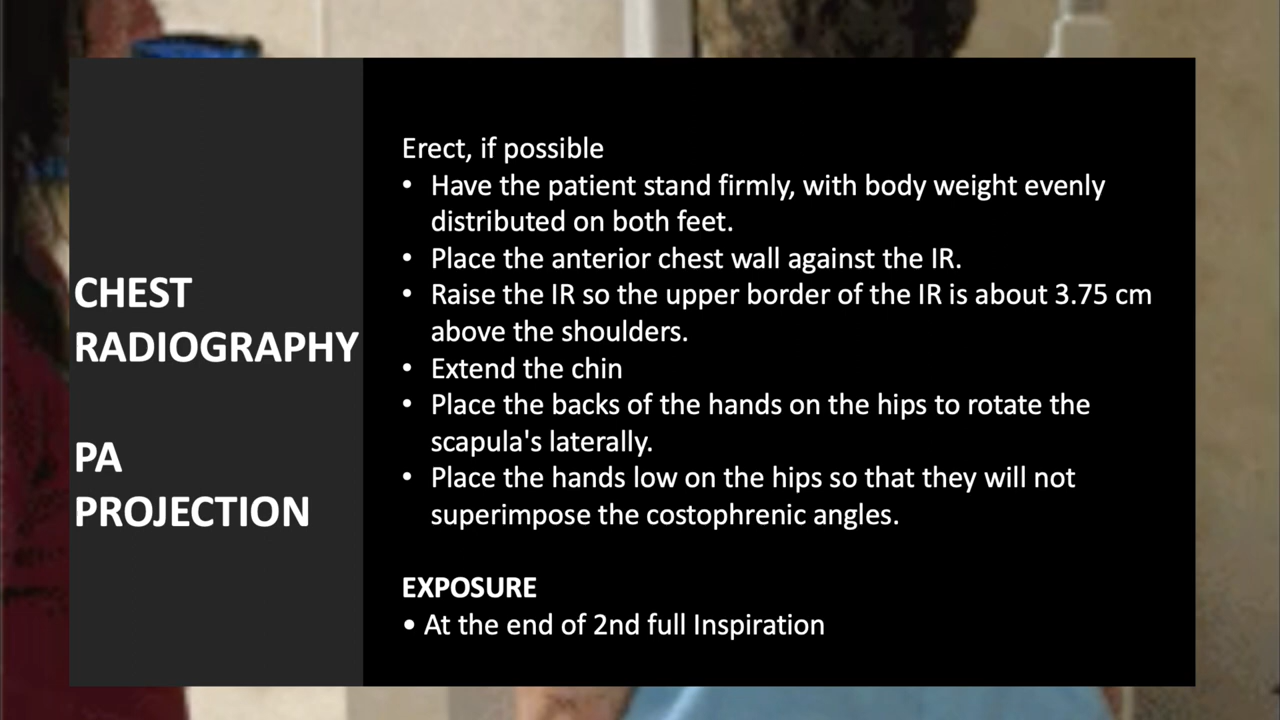 CHEST
RADIOGRAPHY
PA
PROJECTION
Erect, if possible
• Have the patient stand firmly, with body weight evenly
distributed on both feet.
• Place the anterior chest wall against the IR.
• Raise the IR so the upper border of the IR is about 3.75 cm
above the shoulders.
• Extend the chin
• Place the backs of the hands on the hips to rotate the
scapula's laterally.
• Place the hands low on the hips so that they will not
superimpose the costophrenic angles.
EXPOSURE
• At the end of 2nd full Inspiration